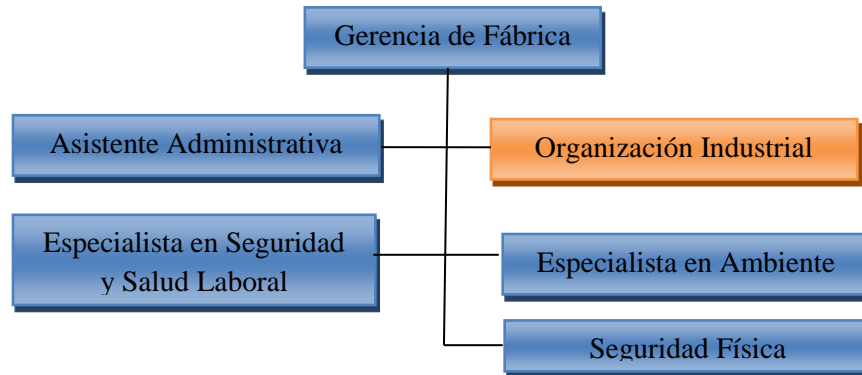 Gerencia de Fábrica
Asistente Administrativa
Organización Industrial
Especialista en Seguridad
y Salud Laboral
Especialista en Ambiente
Seguridad Física